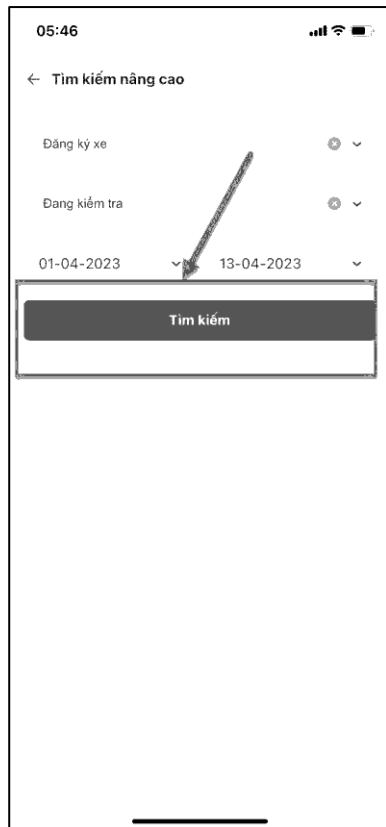 05:46
Tìm kiếm nâng cao
Đăng ký xe
Đang kiểm tra
01-04-2023 13-04-2023
Tìm kiếm